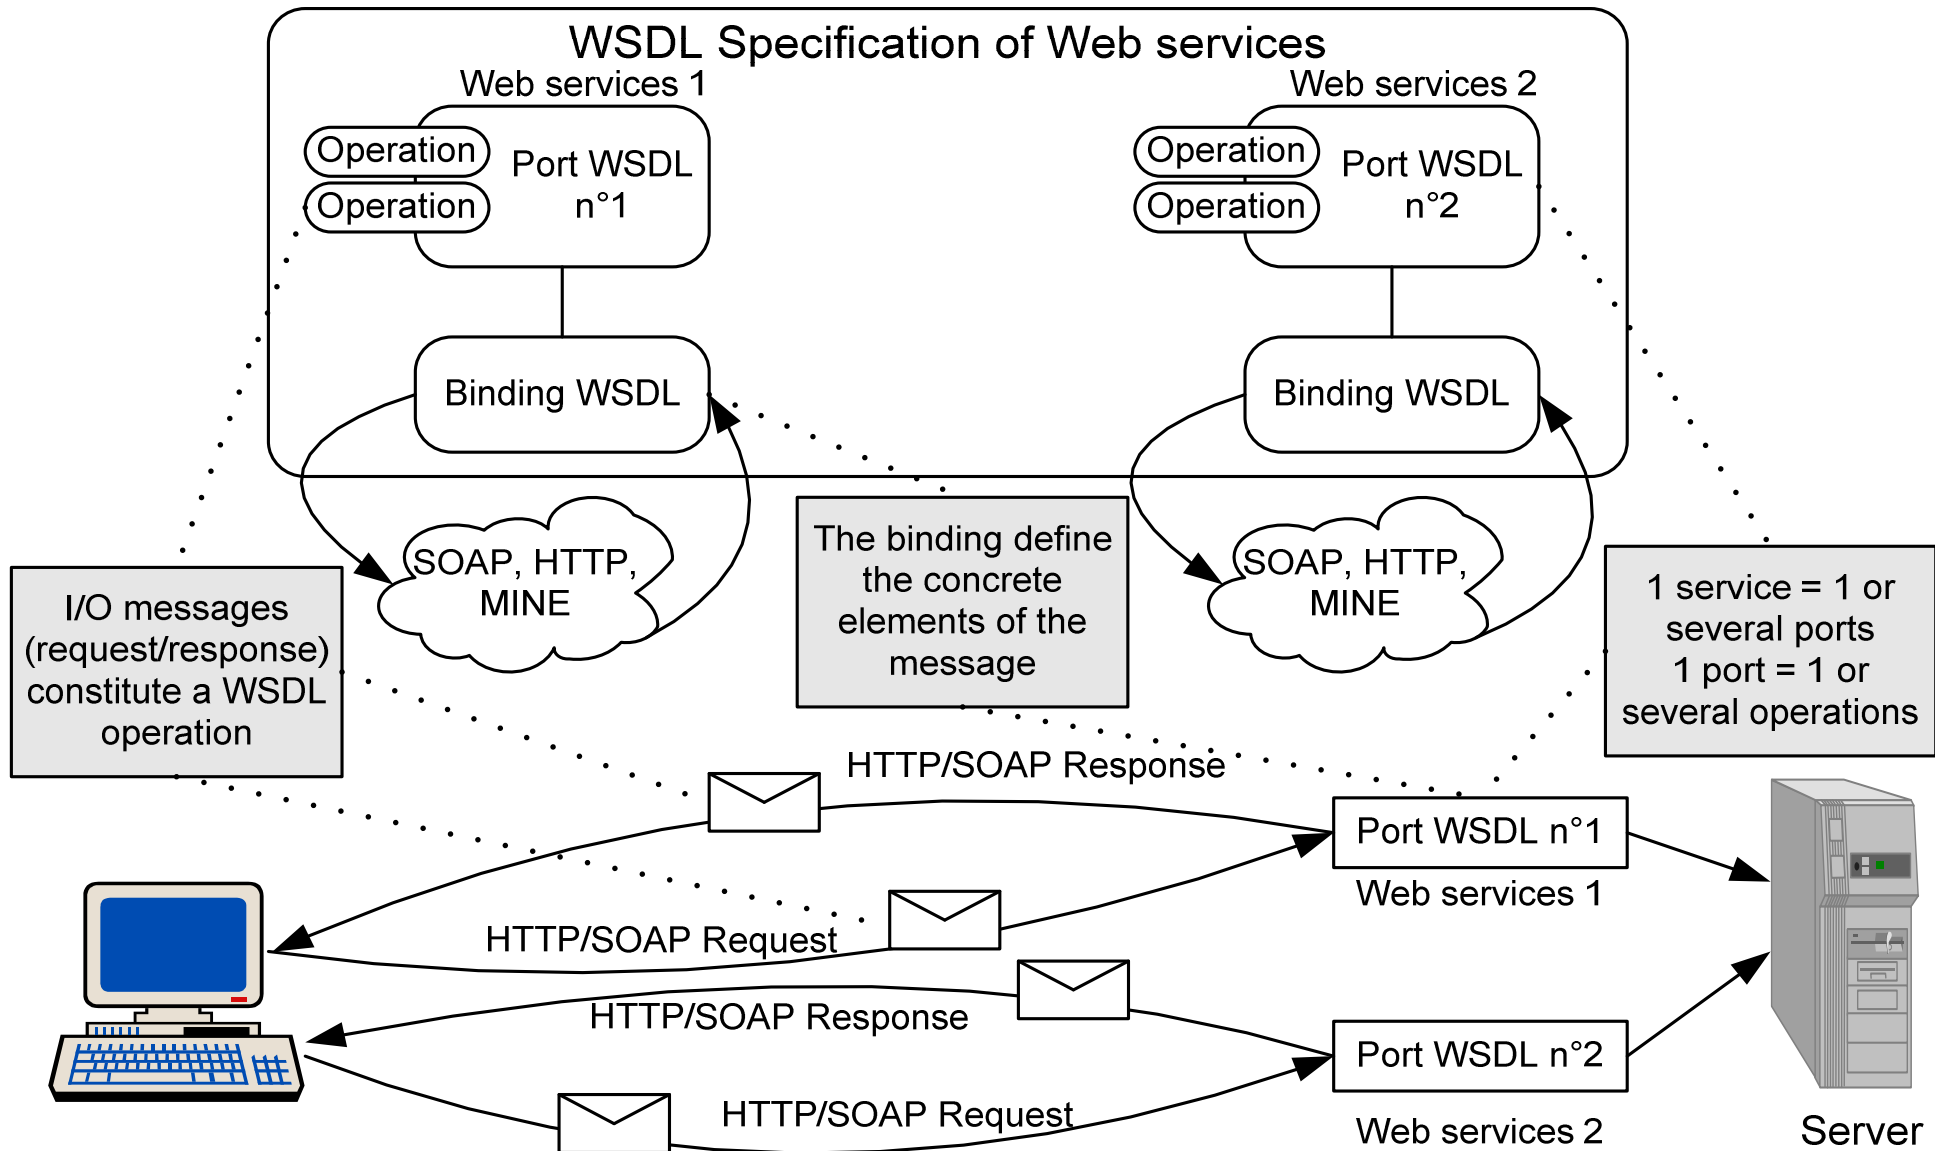 WSDL Specification of Web services
Web services 1
Operation
Operation
Port WSDL
n°1
Binding WSDL
Web services 2
Operation
Operation
Port WSDL
n°2
Binding WSDL
SOAP, HTTP,
MINE
The binding define
the concrete
elements of the
message
SOAP, HTTP,
MINE
1 service = 1 or
several ports
1 port = 1 or
several operations
I/O messages
(request/response)
constitute a WSDL
operation
HTTP/SOAP Response
Port WSDL n°1
Web services 1
HTTP/SOAP Request
HTTP/SOAP Response
Port WSDL n°2
HTTP/SOAP Request
Web services 2
Server